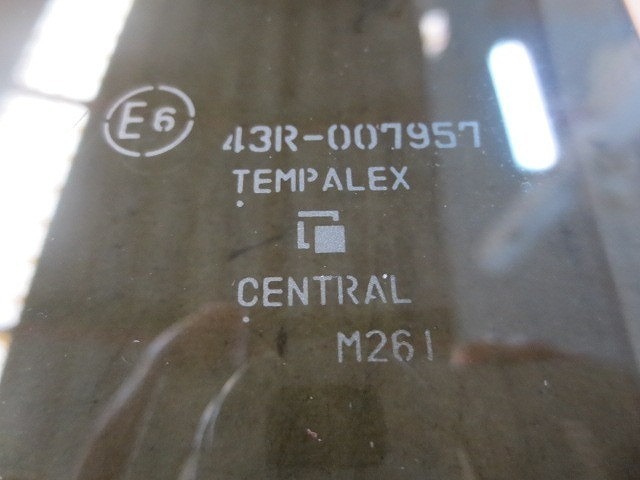 E6 43R-007957
TEMPALEX
CENTRAL
M261